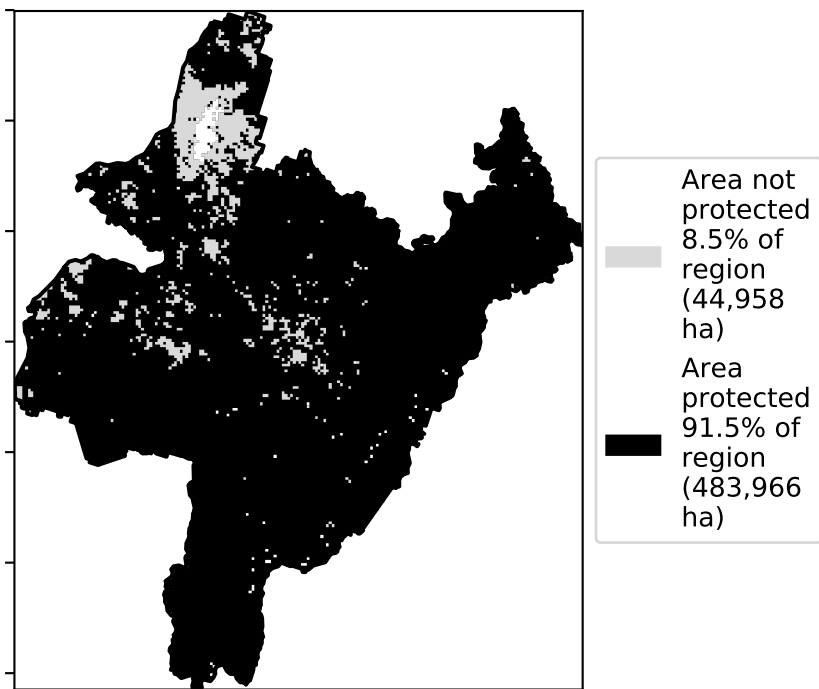 Area not
protected
8.5% of
region
(44,958
ha)
Area
protected
91.5% of
region
(483,966
ha)